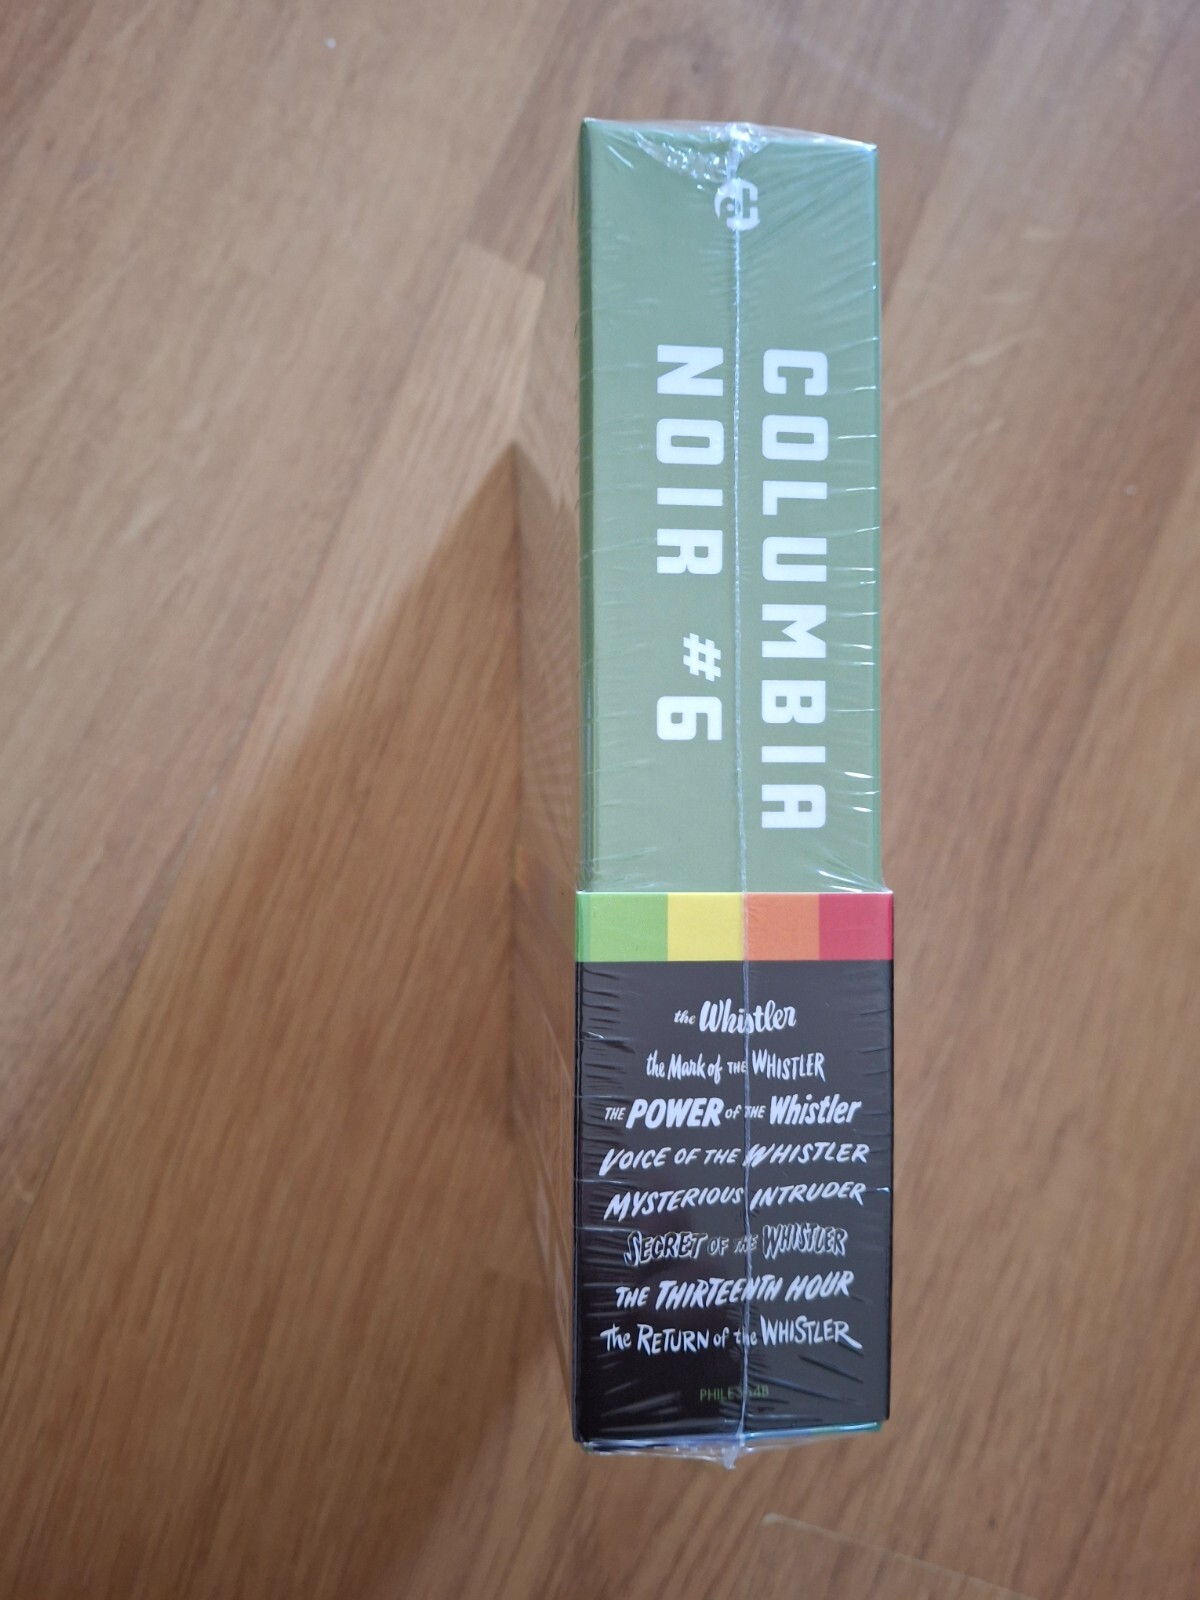 COLUMBIA
NOIR #6
the Whistler
the Mark of THE WHISTLER
THE POWER of THE Whistler
VOICE OF THE WHISTLER
MYSTERIOUS INTRUDER
SECRET OF THE WHISTLER
THE THIRTEENTH HOUR
The RETURN of the WHISTLER